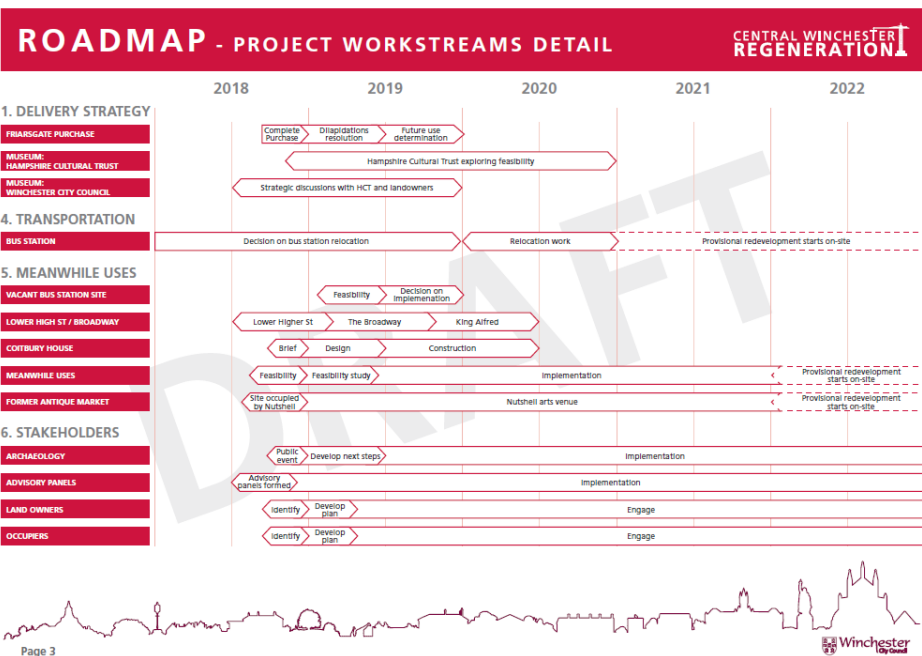 ROADMAP - PROJECT WORKSTREAMS DETAIL
CENTRAL WINCHESTER
REGENERATION
2018 2019 2020 2021 2022
1. DELIVERY STRATEGY
FRIARSGATE PURCHASE
Complete
Purchase
Dilapidations
resolution
Future use
determination
MUSEUM:
HAMPSHIRE CULTURAL TRUST
Hampshire Cultural Trust exploring feasibility
MUSEUM:
WINCHESTER CITY COUNCIL
Strategic discussions with HCT and landowners
4. TRANSPORTATION
BUS STATION
Decision on bus station relocation
Relocation work
Provisional redevelopment starts on-site
5. MEANWHILE USES
VACANT BUS STATION SITE
Feasibility
Decision on
implemenation
LOWER HIGH ST / BROADWAY
Lower Higher St
The Broadway
King Alfred
COITBURY HOUSE
Brief
Design
Construction
MEANWHILE USES
Feasibility
Feasibility study
Implementation
Provisional redevelopment
starts on-site
FORMER ANTIQUE MARKET
Site occupied
by Nutshell
Nutshell arts venue
Provisional redevelopment
starts on-site
6. STAKEHOLDERS
ARCHAEOLOGY
Public
event
Develop next steps
Implementation
ADVISORY PANELS
Advisory
panels formed
Implementation
LAND OWNERS
Identify
Develop
plan
Engage
OCCUPIERS
Identify
Develop
plan
Engage
DRAFT
Page 3
Winchester
City Council